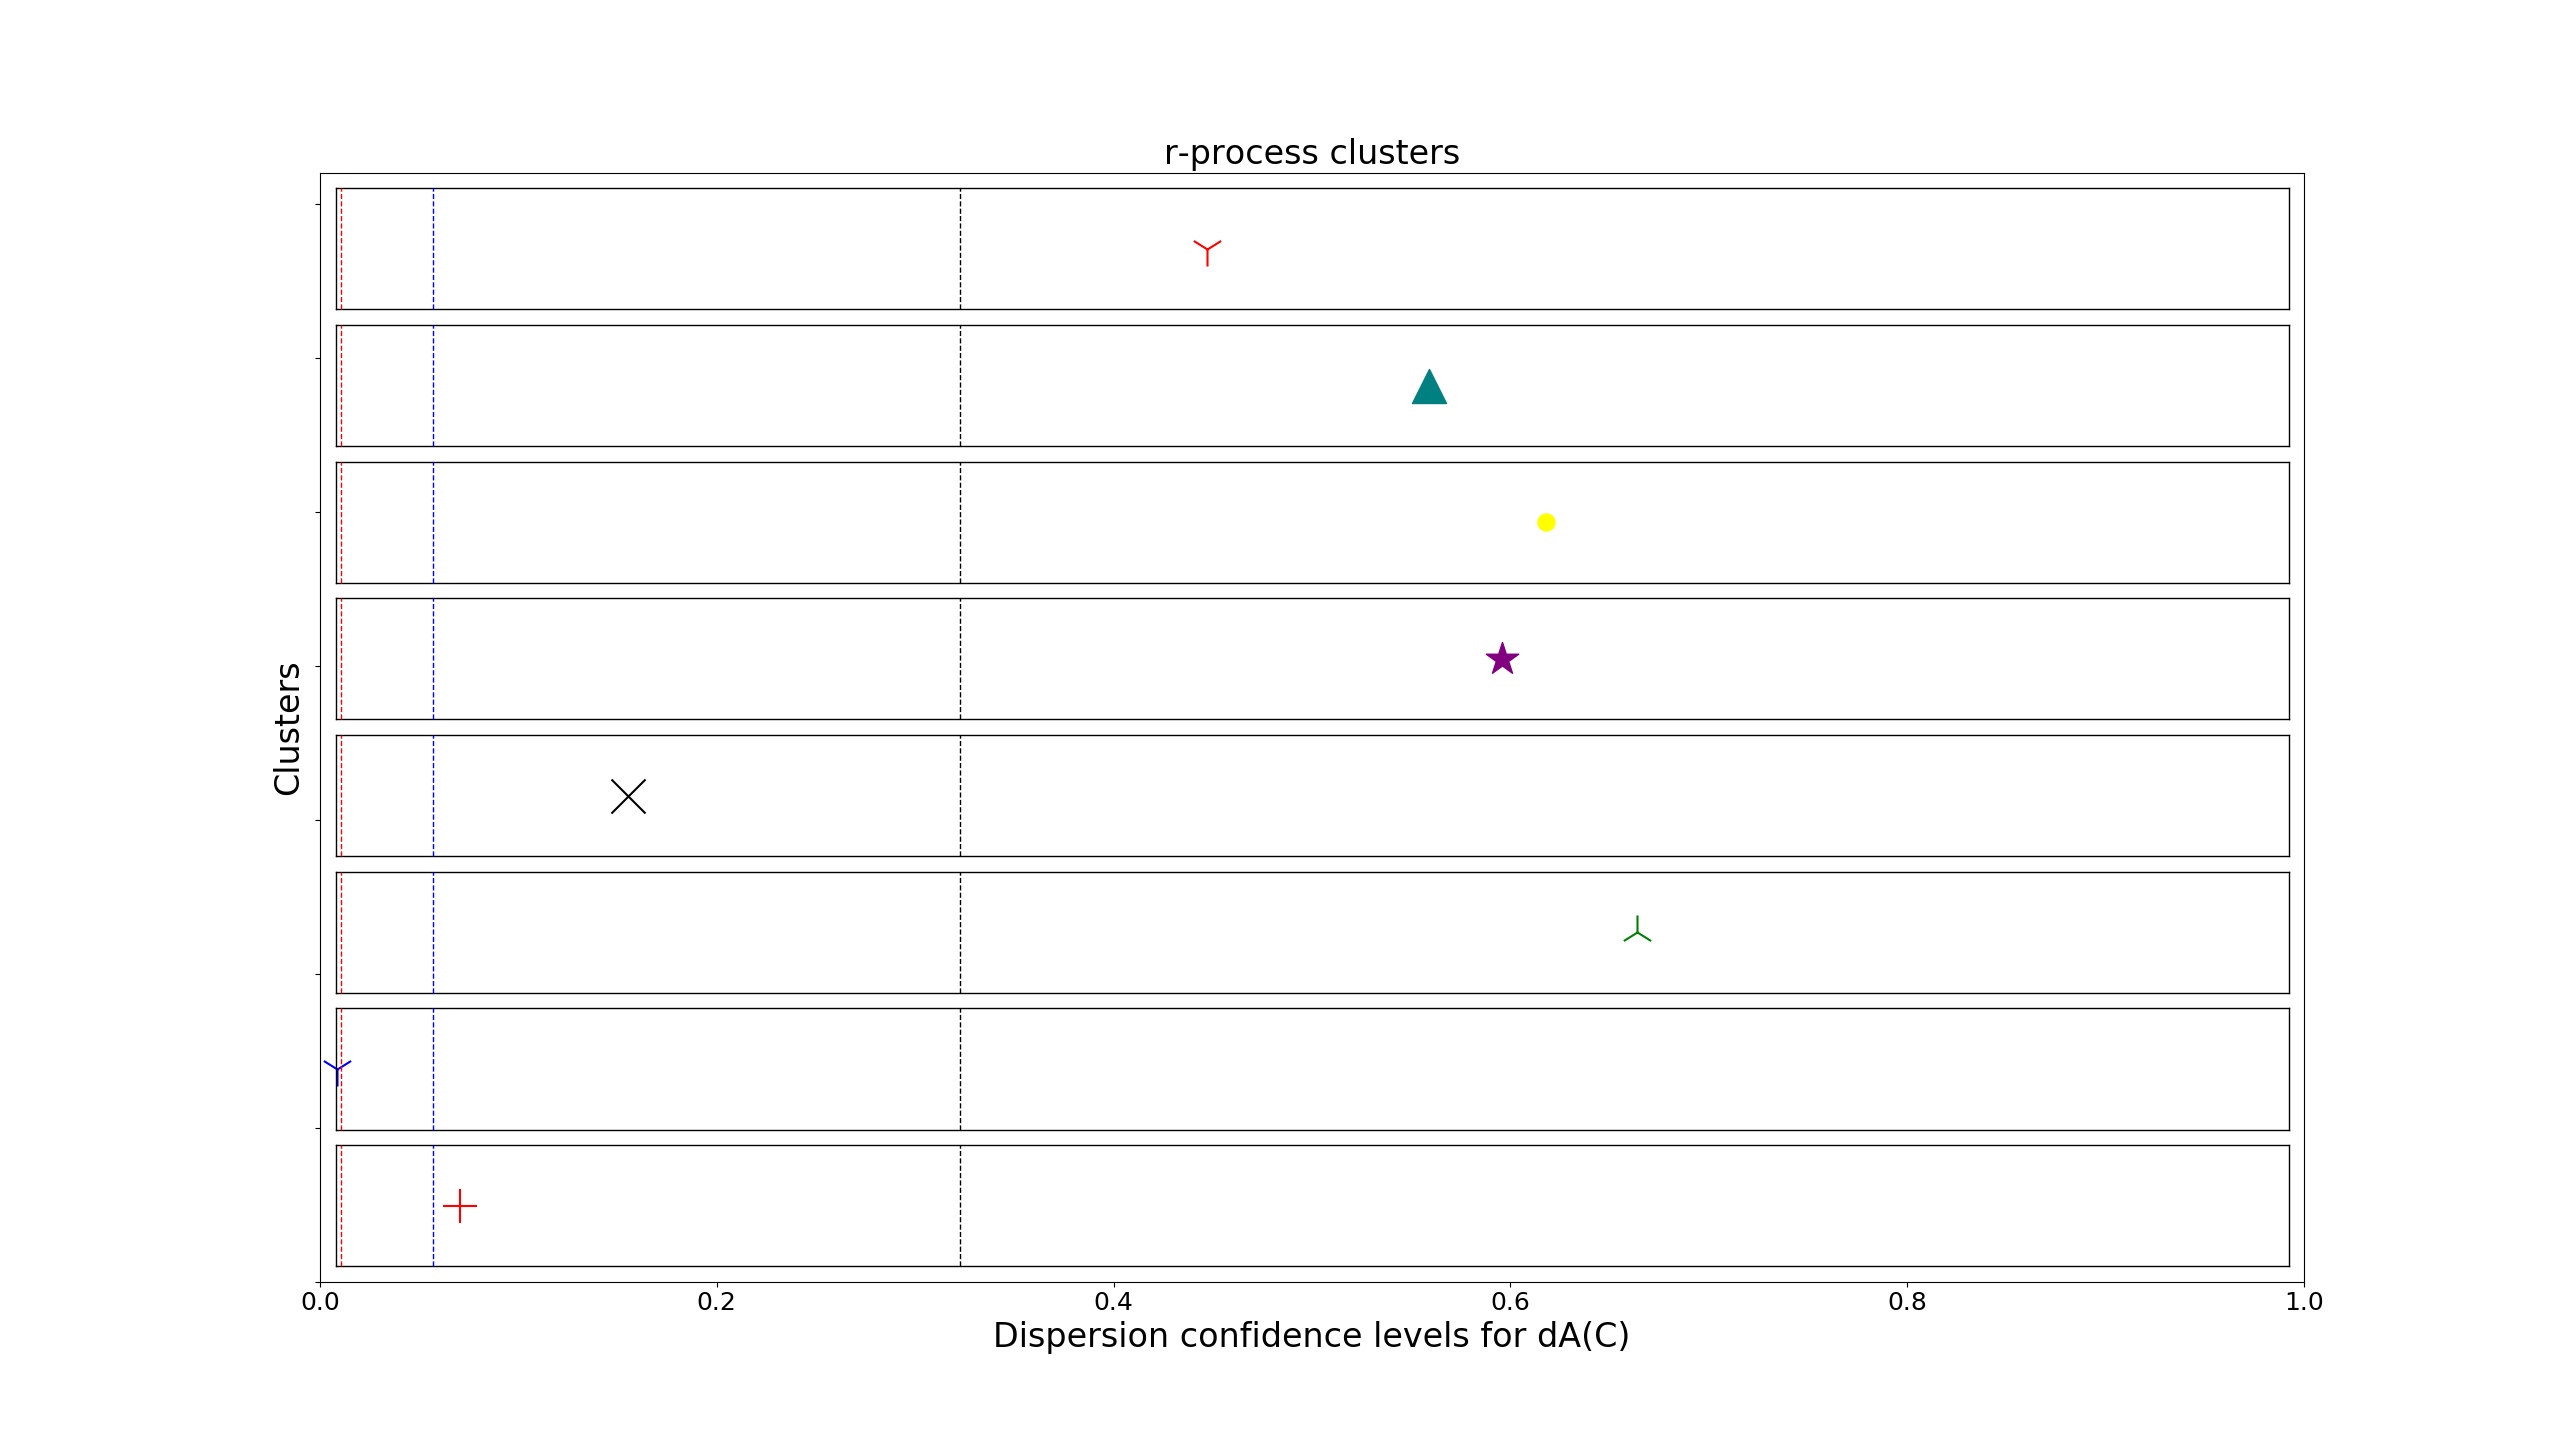 r-process clusters
Clusters
0.0 0.2 0.4 0.6 0.8 1.0
Dispersion confidence levels for dA(C)